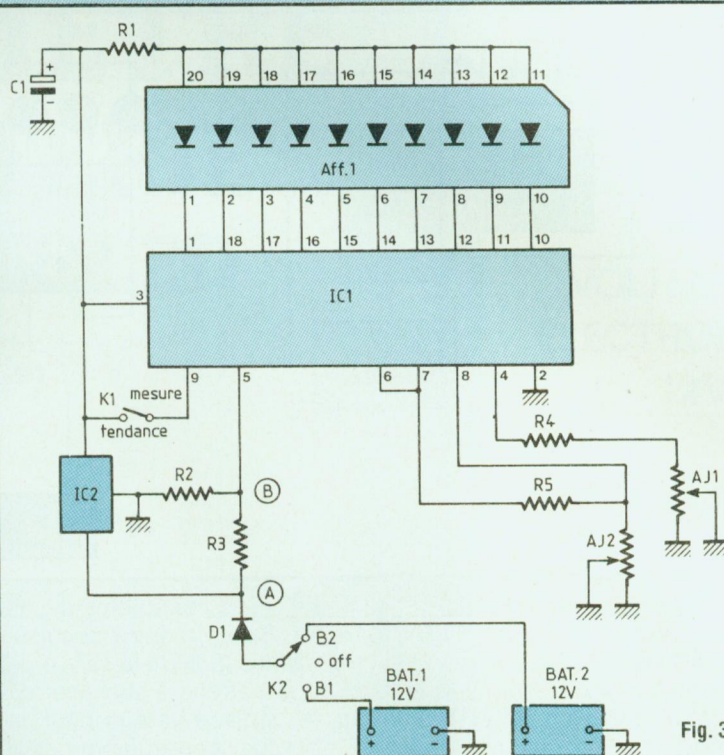 R1
+
C1
-
20 19 18 17 16 15 14 13 12 11
Aff.1
1 2 3 4 5 6 7 8 9 10
1 18 17 16 15 14 13 12 11 10
3
IC1
9 5 6 7 8 4 2
K1 mesure
tendance
R4
IC2
R2
B
R5
AJ1
R3
AJ2
A
D1
B2
off
K2 B1
BAT.1
12V
BAT.2
12V
+ -
+ -
Fig. 3